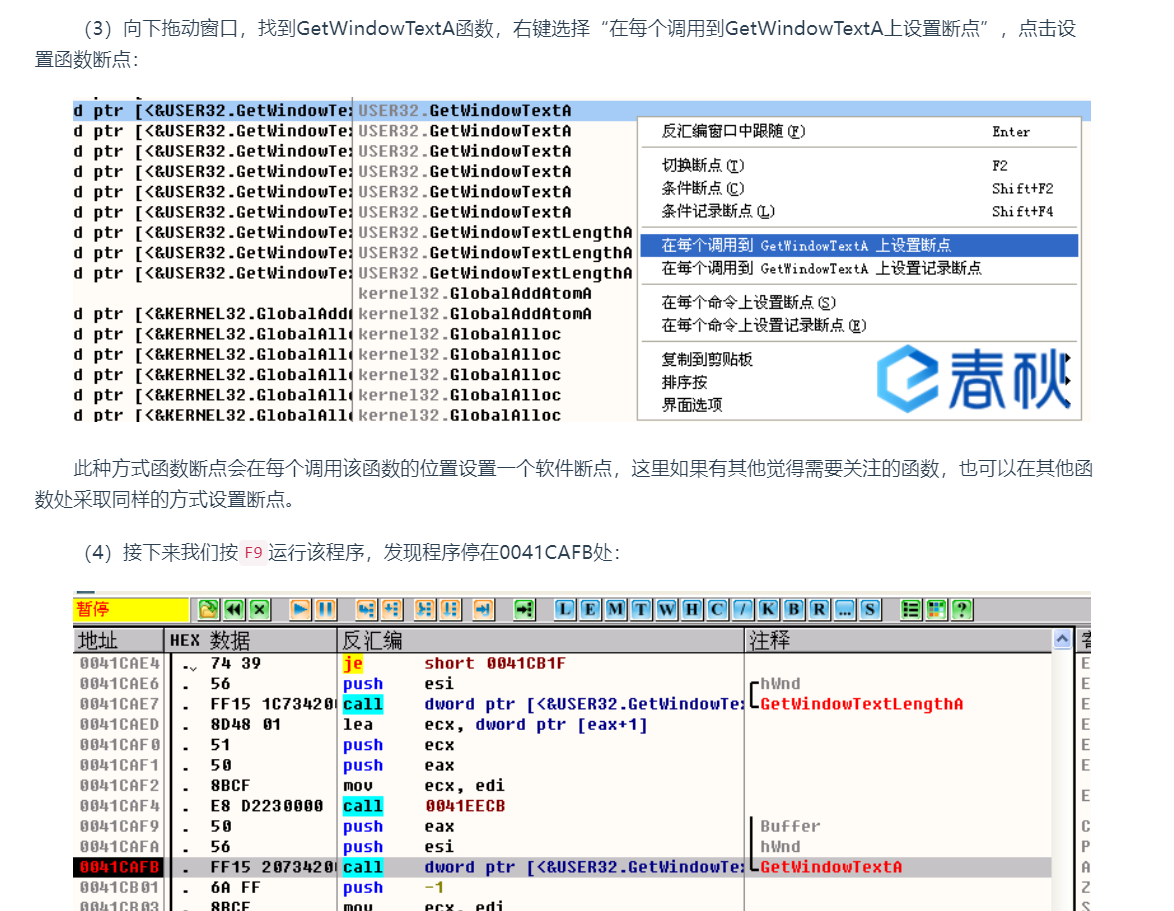 （3）向下拖动窗口，找到GetWindowTextA函数，右键选择“在每个调用到GetWindowTextA上设置断点”，点击设
置函数断点：
d ptr [<&USER32.GetWindowTe: USER32.GetWindowTextA
d ptr [<&USER32.GetWindowTe: USER32.GetWindowTextA
d ptr [<&USER32.GetWindowTe: USER32.GetWindowTextA
d ptr [<&USER32.GetWindowTe: USER32.GetWindowTextA
d ptr [<&USER32.GetWindowTe: USER32.GetWindowTextA
d ptr [<&USER32.GetWindowTe: USER32.GetWindowTextA
d ptr [<&USER32.GetWindowTe: USER32.GetWindowTextLengthA
d ptr [<&USER32.GetWindowTe: USER32.GetWindowTextLengthA
d ptr [<&USER32.GetWindowTe: USER32.GetWindowTextLengthA
kernel32.GlobalAddAtomA
d ptr [<&KERNEL32.GlobalAdd kernel32.GlobalAddAtomA
d ptr [<&KERNEL32.GlobalAll kernel32.GlobalAlloc
d ptr [<&KERNEL32.GlobalAll kernel32.GlobalAlloc
d ptr [<&KERNEL32.GlobalAll kernel32.GlobalAlloc
d ptr [<&KERNEL32.GlobalAll kernel32.GlobalAlloc
d ptr [<&KERNEL32.GlobalAll kernel32.GlobalAlloc
反汇编窗口中跟随(F) Enter
切换断点(T) F2
条件断点(C) Shift+F2
条件记录断点(L) Shift+F4
在每个调用到 GetWindowTextA 上设置断点
在每个调用到 GetWindowTextA 上设置记录断点
在每个命令上设置断点(S)
在每个命令上设置记录断点(E)
复制到剪贴板
排序按
界面选项
春秋
此种方式函数断点会在每个调用该函数的位置设置一个软件断点，这里如果有其他觉得需要关注的函数，也可以在其他函
数处采取同样的方式设置断点。
（4）接下来我们按 F9 运行该程序，发现程序停在0041CAFB处：
暂停 L E M T W H C / K B R ... S ?
地址 HEX 数据 反汇编 注释
0041CAE4 . 74 39 je short 0041CB1F
0041CAE6 . 56 push esi hWnd
0041CAE7 . FF15 1C73420 call dword ptr [<&USER32.GetWindowTe: GetWindowTextLengthA
0041CAED . 8D48 01 lea ecx, dword ptr [eax+1]
0041CAF0 . 51 push ecx
0041CAF1 . 50 push eax
0041CAF2 . 8BCF mov ecx, edi
0041CAF4 . E8 D2230000 call 0041EECB
0041CAF9 . 50 push eax Buffer
0041CAFA . 56 push esi hWnd
0041CAFB . FF15 2073420 call dword ptr [<&USER32.GetWindowTe: GetWindowTextA
0041CB01 . 6A FF push -1
0041CB03 . 8BCF mov ecx, edi